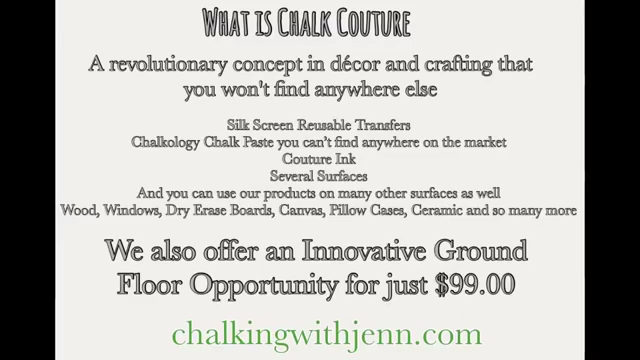 WHAT IS CHALK COUTURE
A revolutionary concept in décor and crafting that
you won't find anywhere else
Silk Screen Reusable Transfers
Chalkology Chalk Paste you can't find anywhere on the market
Couture Ink
Several Surfaces
And you can use our products on many other surfaces as well
Wood, Windows, Dry Erase Boards, Canvas, Pillow Cases, Ceramic and so many more
We also offer an Innovative Ground
Floor Opportunity for just $99.00
chalkingwithjenn.com